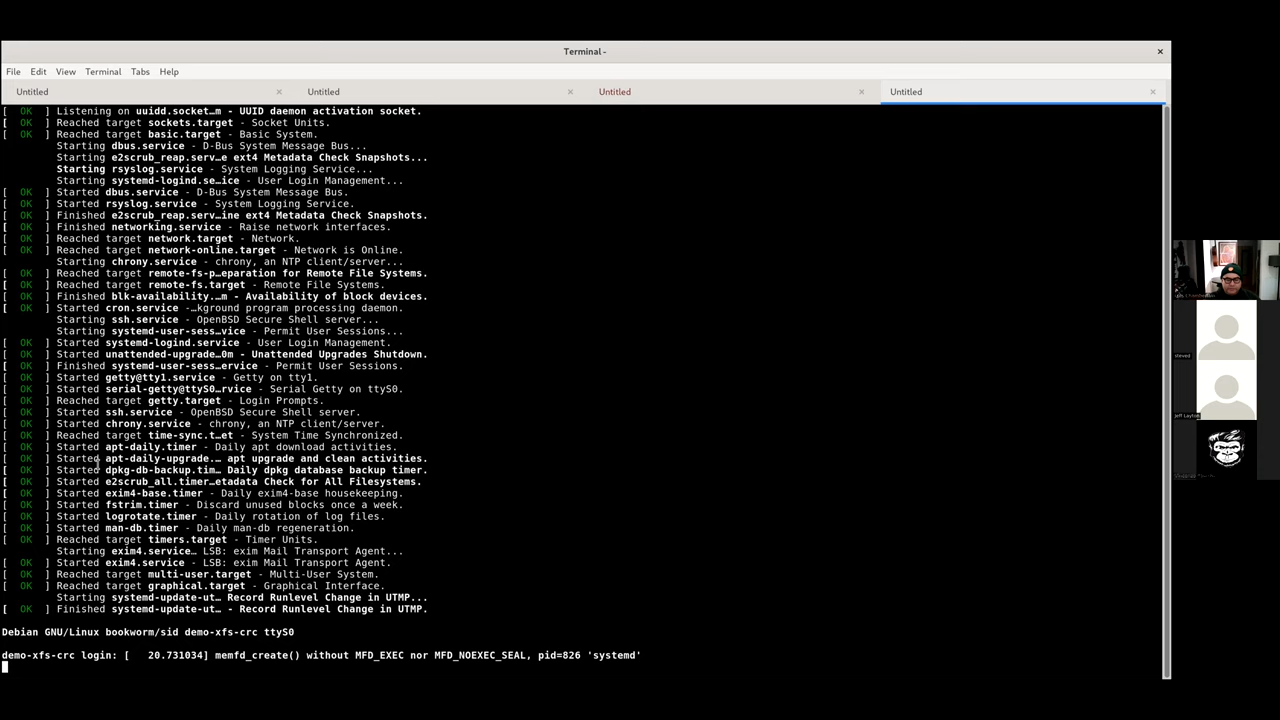 Terminal -
File Edit View Terminal Tabs Help
Untitled Untitled Untitled Untitled
[  OK  ] Listening on uuidd.socket…m - UUID daemon activation socket.
[  OK  ] Reached target sockets.target - Socket Units.
[  OK  ] Reached target basic.target - Basic System.
Starting dbus.service - D-Bus System Message Bus...
Starting e2scrub_reap.serv…e ext4 Metadata Check Snapshots...
Starting rsyslog.service - System Logging Service...
Starting systemd-logind.se…ice - User Login Management...
[  OK  ] Started dbus.service - D-Bus System Message Bus.
[  OK  ] Started rsyslog.service - System Logging Service.
[  OK  ] Finished e2scrub_reap.serv…ine ext4 Metadata Check Snapshots.
[  OK  ] Finished networking.service - Raise network interfaces.
[  OK  ] Reached target network.target - Network.
[  OK  ] Reached target network-online.target - Network is Online.
Starting chrony.service - chrony, an NTP client/server...
[  OK  ] Reached target remote-fs-p…eparation for Remote File Systems.
[  OK  ] Reached target remote-fs.target - Remote File Systems.
[  OK  ] Finished blk-availability.…m - Availability of block devices.
[  OK  ] Started cron.service -…kground program processing daemon.
Starting ssh.service - OpenBSD Secure Shell server...
Starting systemd-user-sess…vice - Permit User Sessions...
[  OK  ] Started systemd-logind.service - User Login Management.
[  OK  ] Started unattended-upgrade…0m - Unattended Upgrades Shutdown.
[  OK  ] Finished systemd-user-sess…ervice - Permit User Sessions.
[  OK  ] Started getty@tty1.service - Getty on tty1.
[  OK  ] Started serial-getty@ttyS0…rvice - Serial Getty on ttyS0.
[  OK  ] Reached target getty.target - Login Prompts.
[  OK  ] Started ssh.service - OpenBSD Secure Shell server.
[  OK  ] Started chrony.service - chrony, an NTP client/server.
[  OK  ] Reached target time-sync.t…et - System Time Synchronized.
[  OK  ] Started apt-daily.timer - Daily apt download activities.
[  OK  ] Started apt-daily-upgrade.… apt upgrade and clean activities.
[  OK  ] Started dpkg-db-backup.tim… Daily dpkg database backup timer.
[  OK  ] Started e2scrub_all.timer…etadata Check for All Filesystems.
[  OK  ] Started exim4-base.timer - Daily exim4-base housekeeping.
[  OK  ] Started fstrim.timer - Discard unused blocks once a week.
[  OK  ] Started logrotate.timer - Daily rotation of log files.
[  OK  ] Started man-db.timer - Daily man-db regeneration.
[  OK  ] Reached target timers.target - Timer Units.
Starting exim4.service… LSB: exim Mail Transport Agent...
[  OK  ] Started exim4.service - LSB: exim Mail Transport Agent.
[  OK  ] Reached target multi-user.target - Multi-User System.
[  OK  ] Reached target graphical.target - Graphical Interface.
Starting systemd-update-ut… Record Runlevel Change in UTMP...
[  OK  ] Finished systemd-update-ut… - Record Runlevel Change in UTMP.
Debian GNU/Linux bookworm/sid demo-xfs-crc ttyS0
demo-xfs-crc login: [   20.731034] memfd_create() without MFD_EXEC nor MFD_NOEXEC_SEAL, pid=826 'systemd'
steved
Jeff Layton